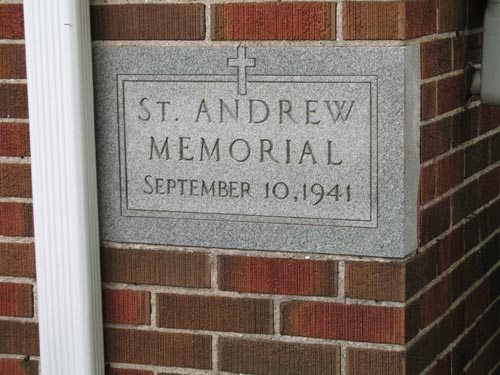 ST. ANDREW
MEMORIAL
SEPTEMBER 10, 1941